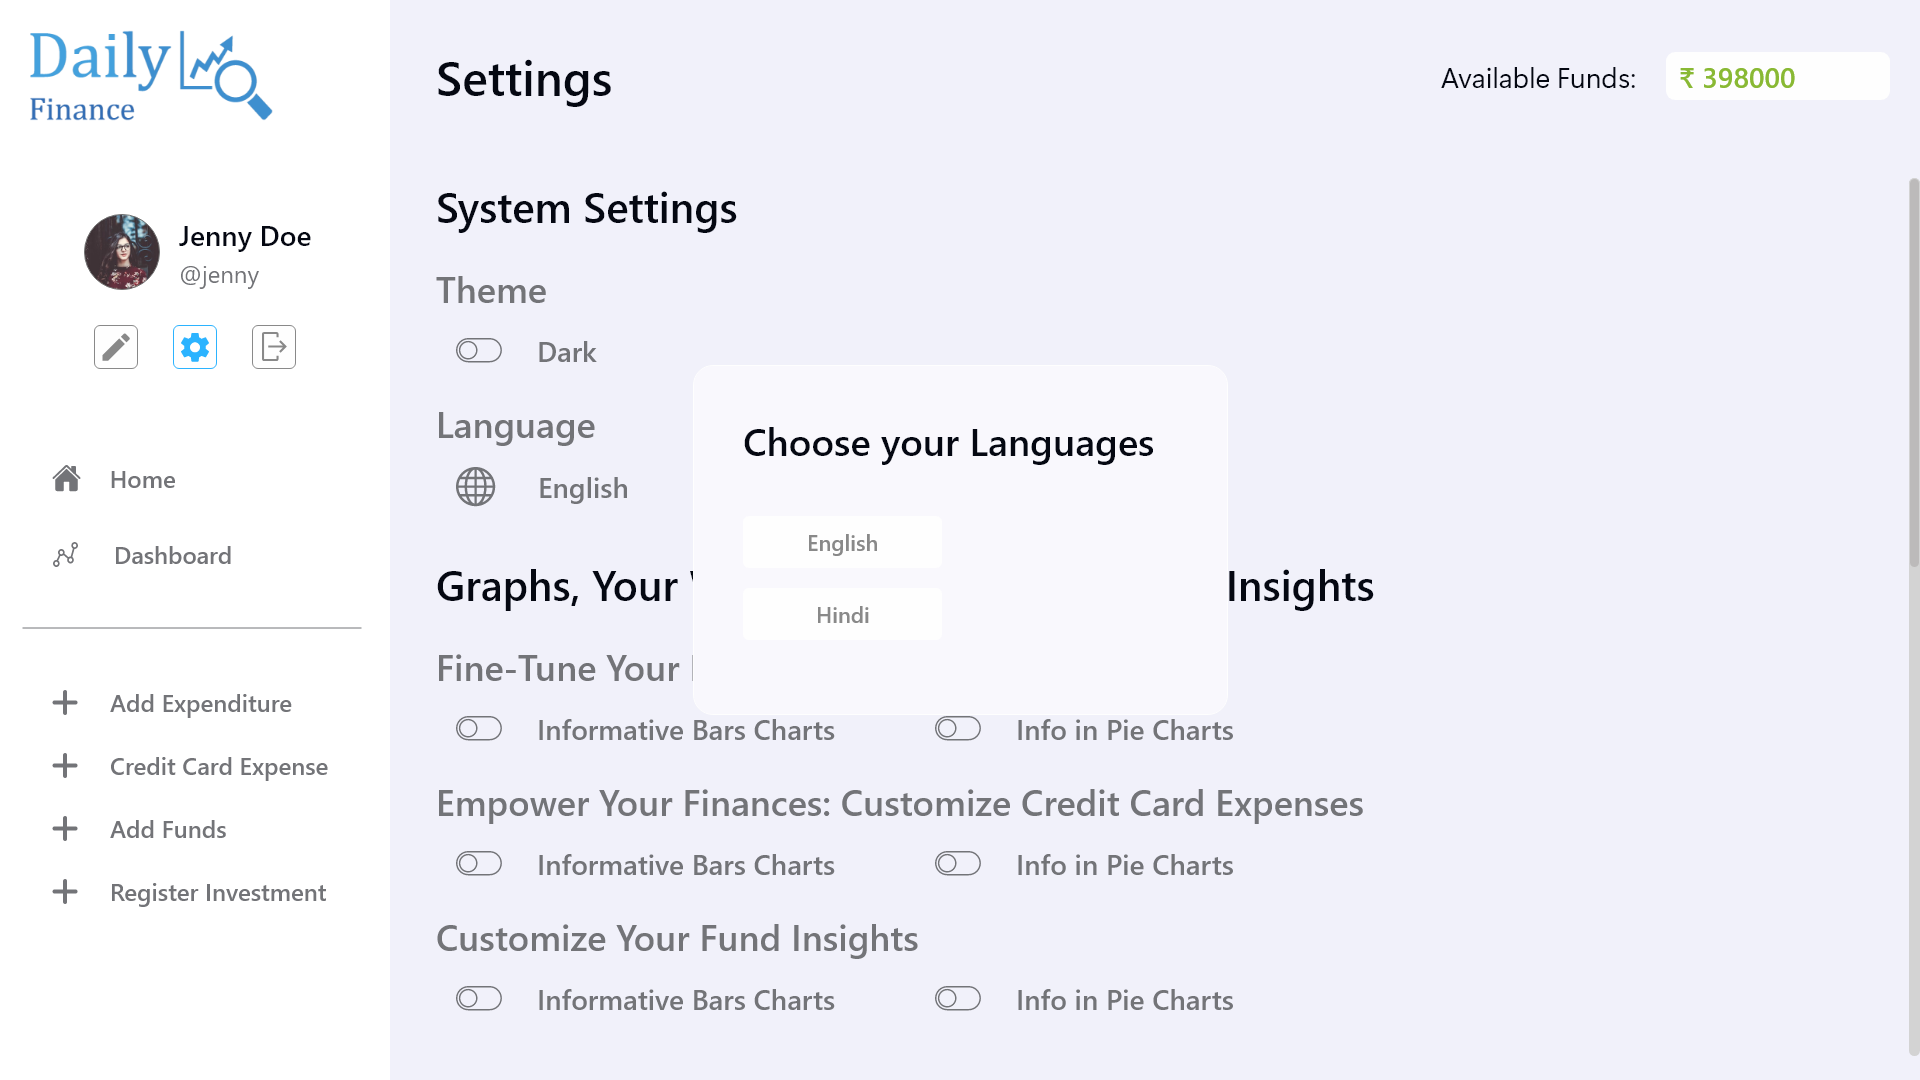 Daily
Finance
Jenny Doe
@jenny
Home
Dashboard
Add Expenditure
Credit Card Expense
Add Funds
Register Investment
Settings
Available Funds: ₹ 398000
System Settings
Theme
Dark
Language
English
Choose your Languages
English
Hindi
Graphs, Your Insights
Fine-Tune Your
Informative Bars Charts Info in Pie Charts
Empower Your Finances: Customize Credit Card Expenses
Informative Bars Charts Info in Pie Charts
Customize Your Fund Insights
Informative Bars Charts Info in Pie Charts